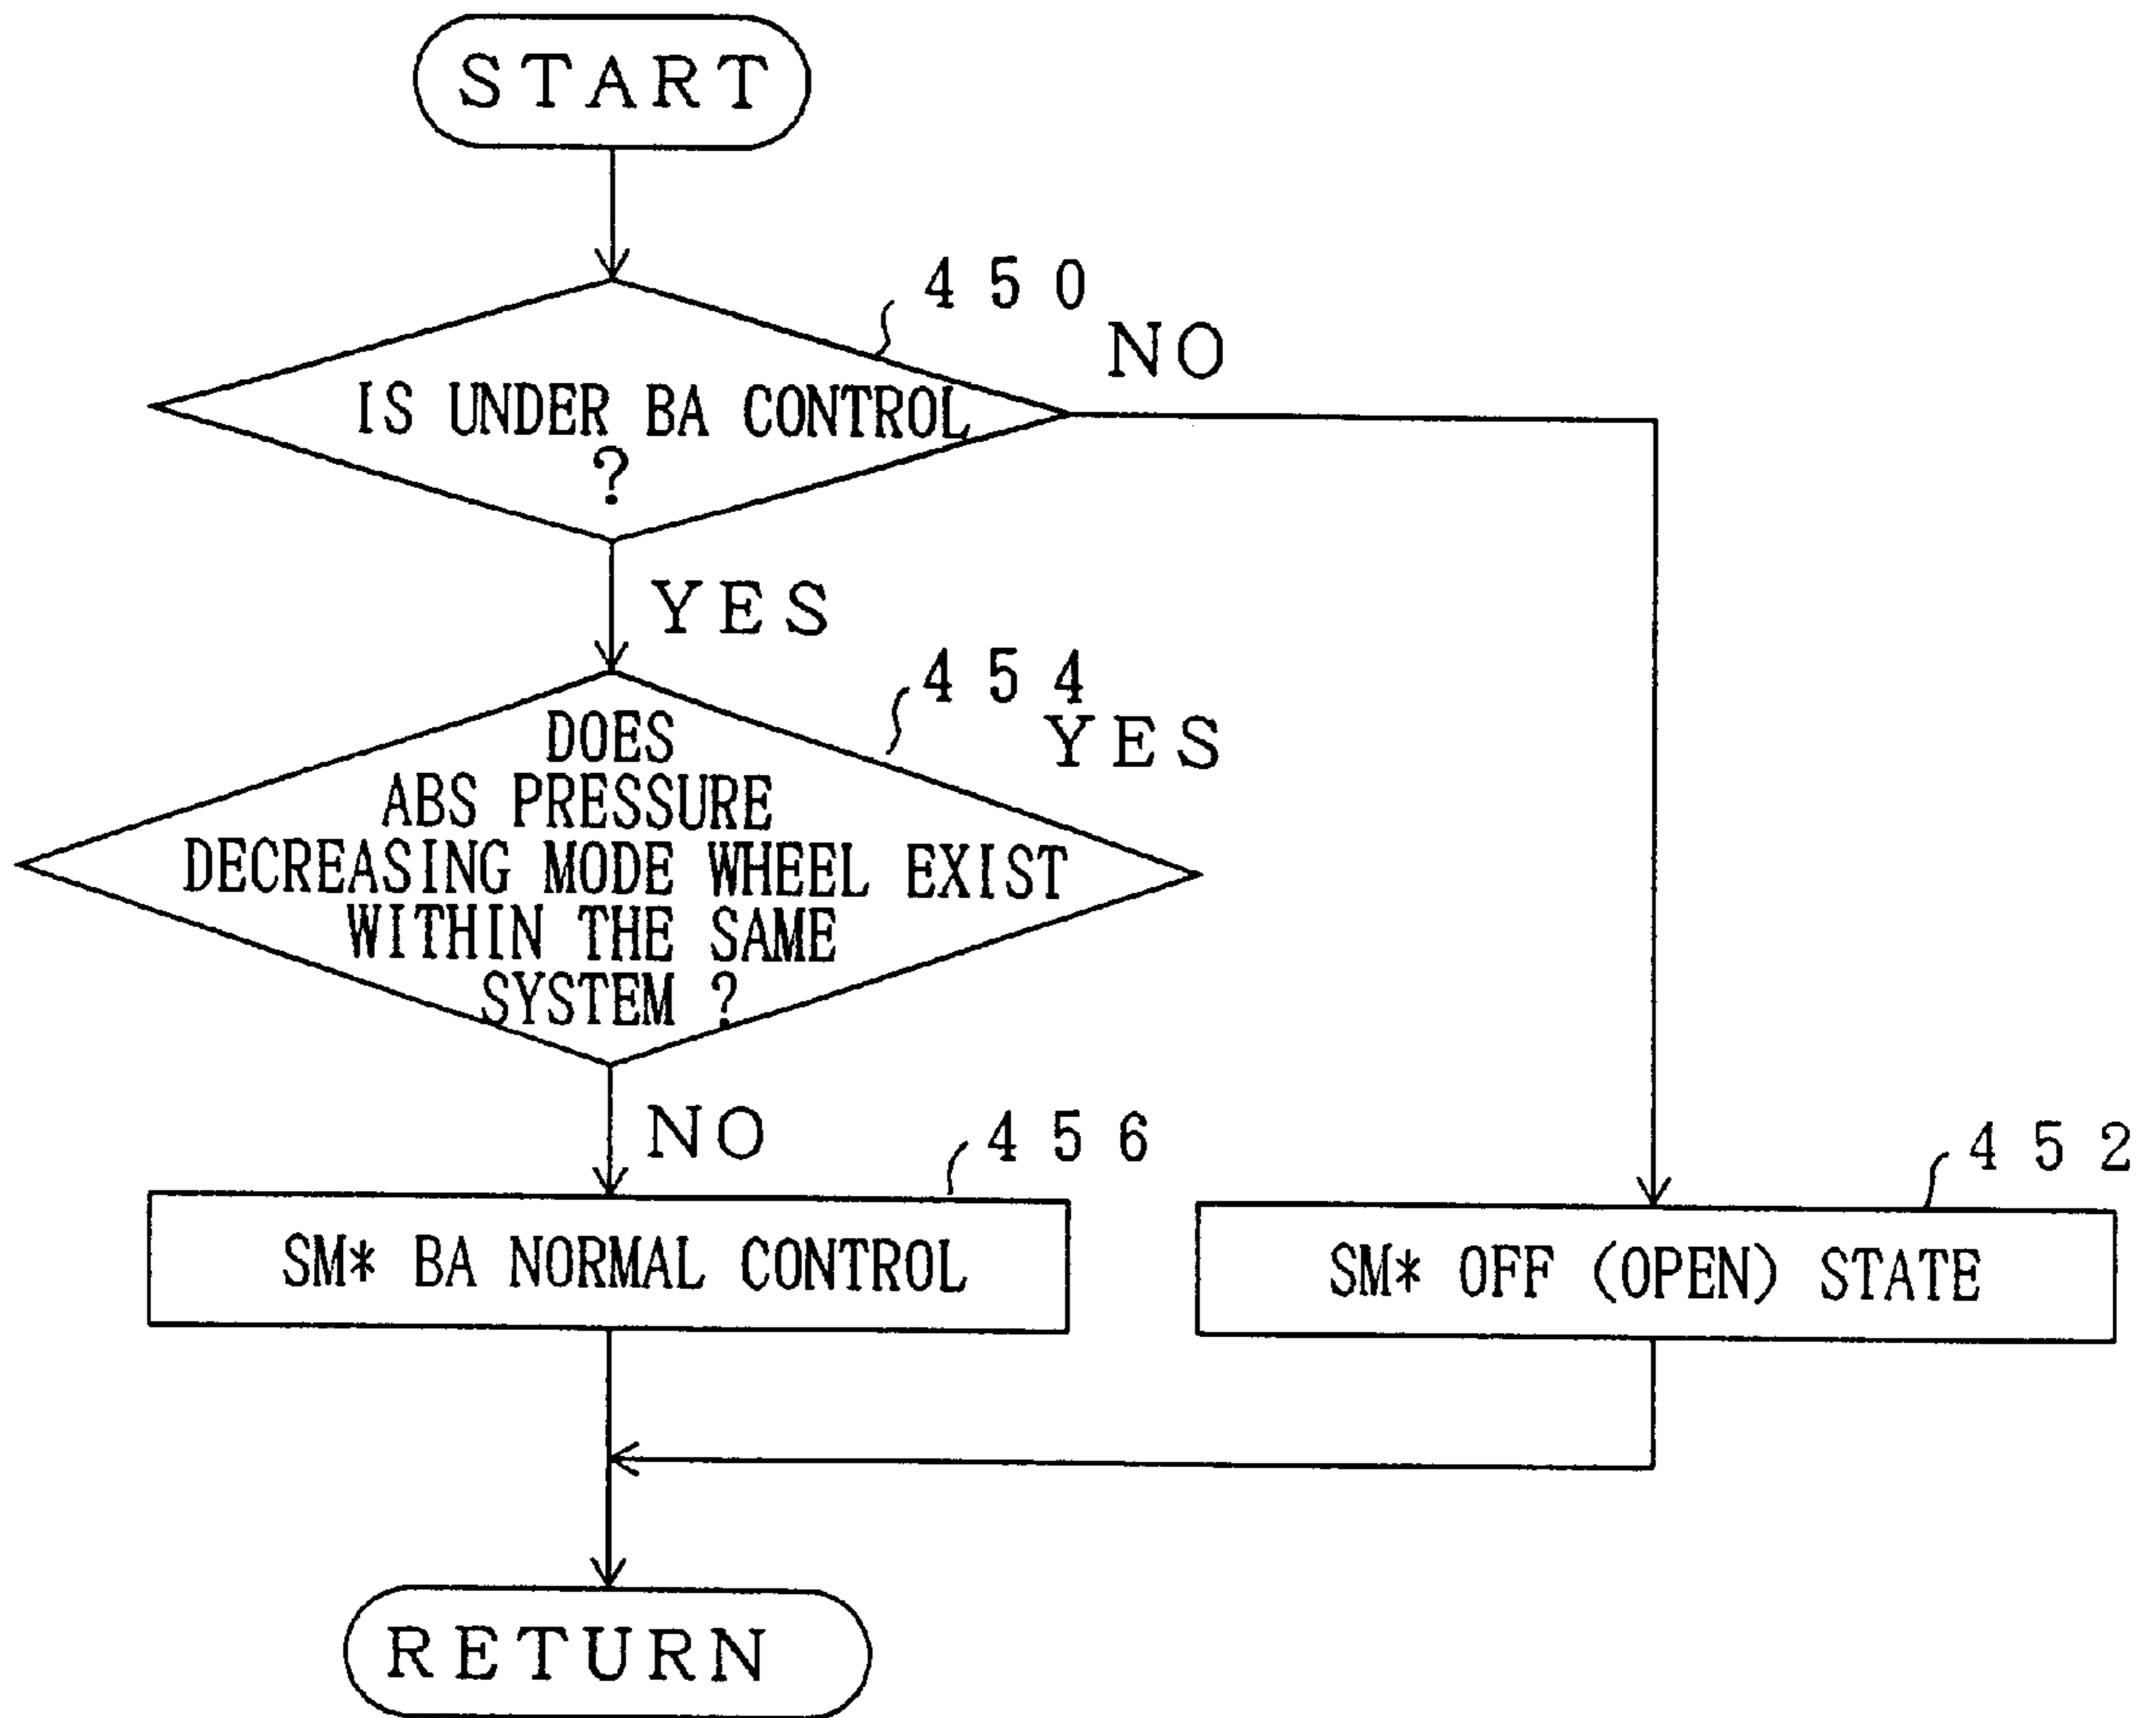 START
450
NO
IS UNDER BA CONTROL
?
YES
454
YES
DOES
ABS PRESSURE
DECREASING MODE WHEEL EXIST
WITHIN THE SAME
SYSTEM ?
NO
456
452
SM* BA NORMAL CONTROL
SM* OFF (OPEN) STATE
RETURN